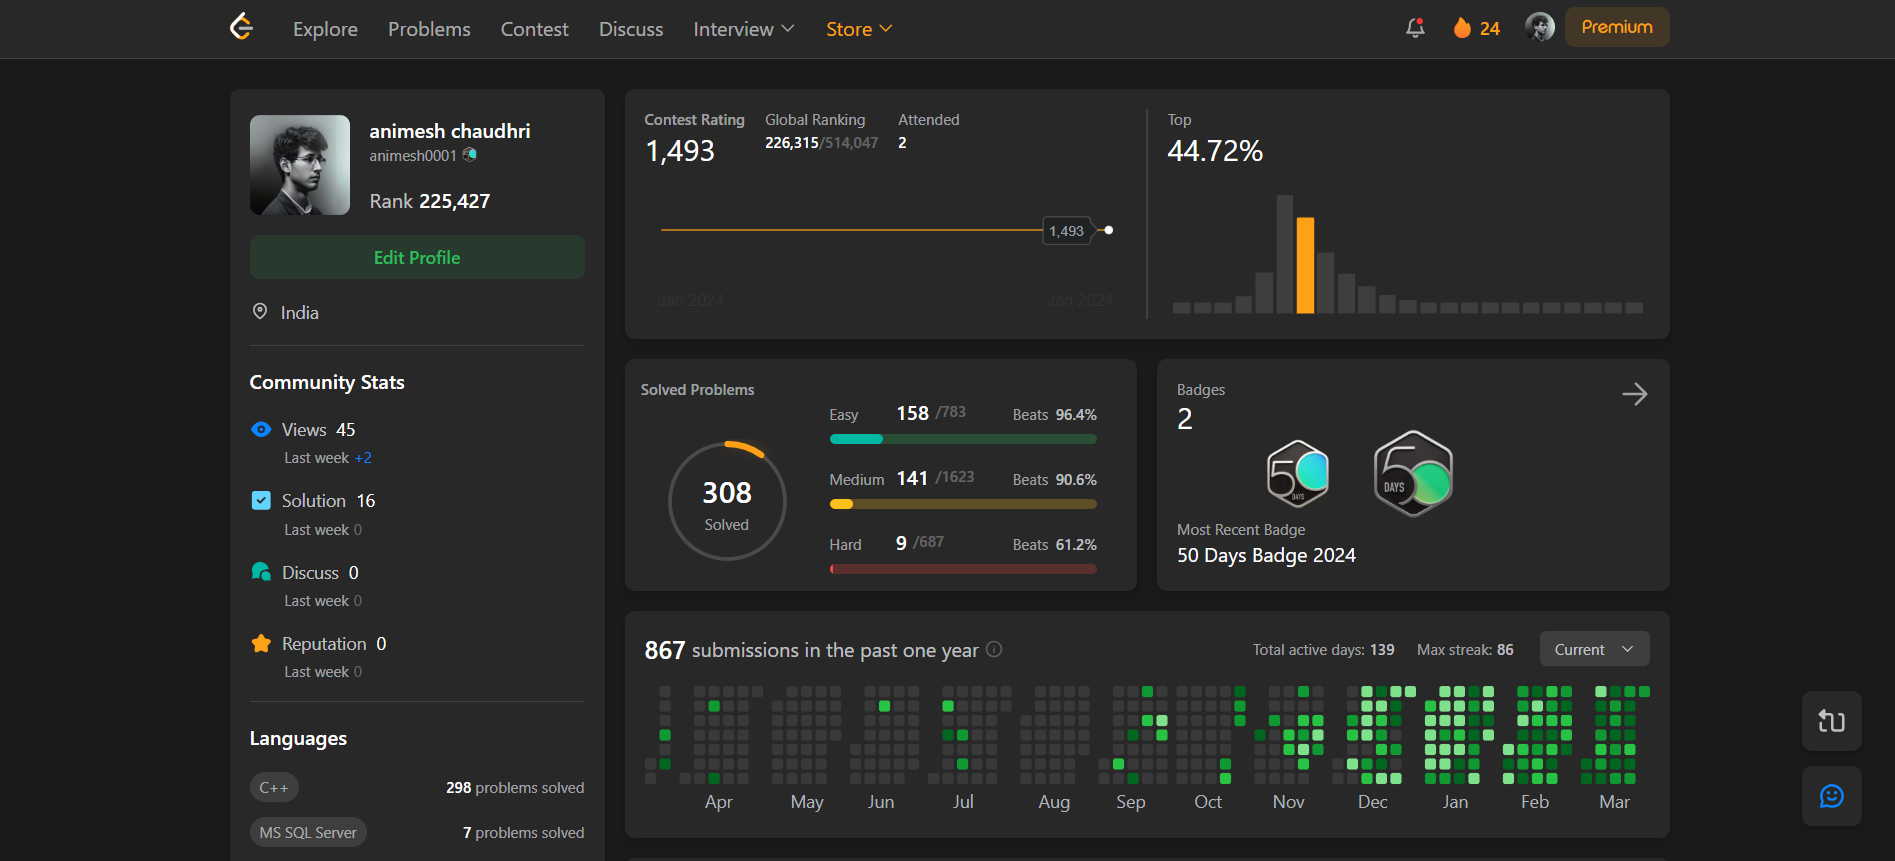 Explore Problems Contest Discuss Interview Store 24 Premium
animesh chaudhri
animesh0001
Rank 225,427
Edit Profile
India
Community Stats
Views 45
Last week +2
Solution 16
Last week 0
Discuss 0
Last week 0
Reputation 0
Last week 0
Languages
C++ 298 problems solved
MS SQL Server 7 problems solved
Contest Rating
1,493
Global Ranking
226,315/514,047
Attended
2
1,493
Jan 2024 Jan 2024
Top
44.72%
Solved Problems
308
Solved
Easy 158 /783 Beats 96.4%
Medium 141 /1623 Beats 90.6%
Hard 9 /687 Beats 61.2%
Badges
2
50
DAYS
50
DAYS
Most Recent Badge
50 Days Badge 2024
867 submissions in the past one year Total active days: 139 Max streak: 86 Current
Apr May Jun Jul Aug Sep Oct Nov Dec Jan Feb Mar